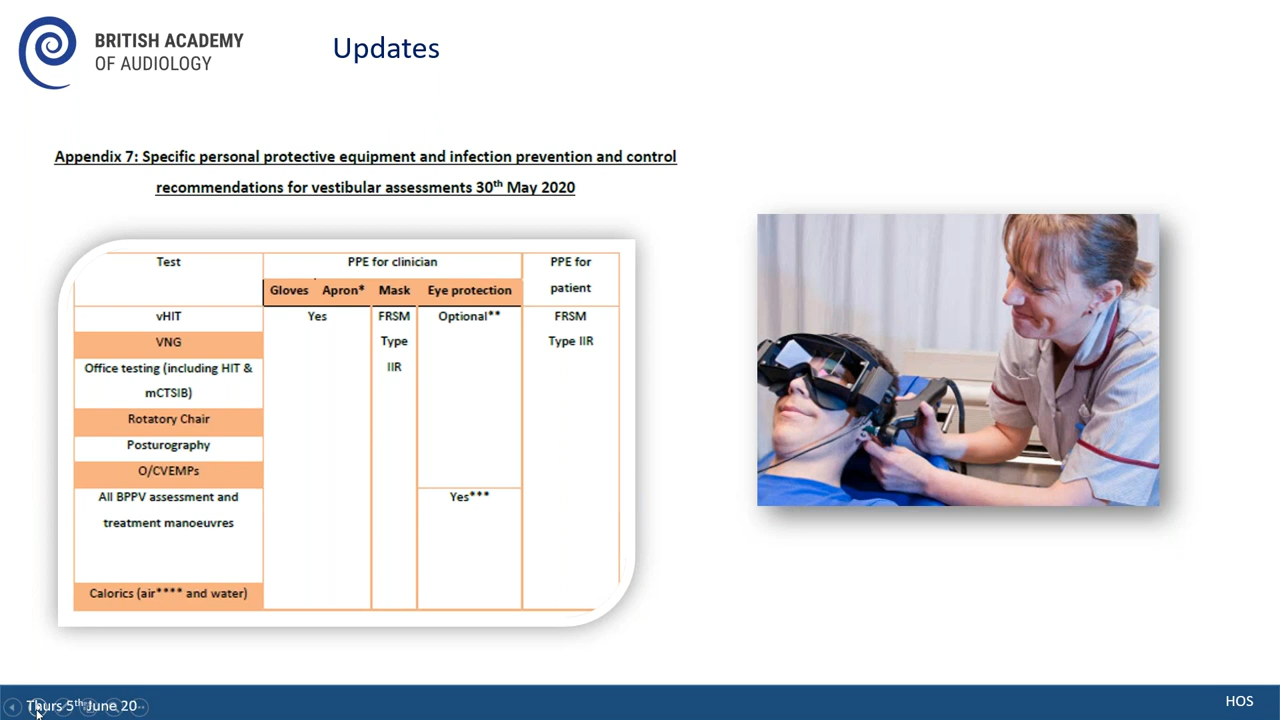 BRITISH ACADEMY
OF AUDIOLOGY
Updates
Appendix 7: Specific personal protective equipment and infection prevention and control
recommendations for vestibular assessments 30th May 2020
Test
PPE for clinician
PPE for
patient
Gloves Apron* Mask Eye protection
vHIT
Yes
FRSM
Type
IIR
Optional**
FRSM
Type IIR
VNG
Office testing (including HIT &
mCTSIB)
Rotatory Chair
Posturography
O/CVEMPs
All BPPV assessment and
treatment manoeuvres
Yes***
Calorics (air**** and water)
Thurs 5th June 20
HOS